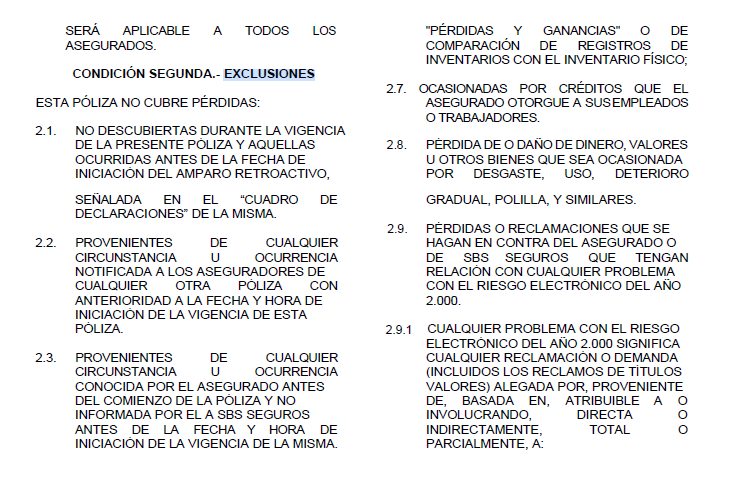 SERÁ APLICABLE A TODOS LOS
ASEGURADOS.
CONDICIÓN SEGUNDA.- EXCLUSIONES
ESTA PÓLIZA NO CUBRE PÉRDIDAS:
2.1. NO DESCUBIERTAS DURANTE LA VIGENCIA
DE LA PRESENTE PÓLIZA Y AQUELLAS
OCURRIDAS ANTES DE LA FECHA DE
INICIACIÓN DEL AMPARO RETROACTIVO,
SEÑALADA EN EL “CUADRO DE
DECLARACIONES” DE LA MISMA.
2.2. PROVENIENTES DE CUALQUIER
CIRCUNSTANCIA U OCURRENCIA
NOTIFICADA A LOS ASEGURADORES DE
CUALQUIER OTRA PÓLIZA CON
ANTERIORIDAD A LA FECHA Y HORA DE
INICIACIÓN DE LA VIGENCIA DE ESTA
PÓLIZA.
2.3. PROVENIENTES DE CUALQUIER
CIRCUNSTANCIA U OCURRENCIA
CONOCIDA POR EL ASEGURADO ANTES
DEL COMIENZO DE LA PÓLIZA Y NO
INFORMADA POR EL A SBS SEGUROS
ANTES DE LA FECHA Y HORA DE
INICIACIÓN DE LA VIGENCIA DE LA MISMA.
"PÉRDIDAS Y GANANCIAS" O DE
COMPARACIÓN DE REGISTROS DE
INVENTARIOS CON EL INVENTARIO FÍSICO;
2.7. OCASIONADAS POR CRÉDITOS QUE EL
ASEGURADO OTORGUE A SUS EMPLEADOS
O TRABAJADORES.
2.8. PÉRDIDA DE O DAÑO DE DINERO, VALORES
U OTROS BIENES QUE SEA OCASIONADA
POR DESGASTE, USO, DETERIORO
GRADUAL, POLILLA, Y SIMILARES.
2.9. PÉRDIDAS O RECLAMACIONES QUE SE
HAGAN EN CONTRA DEL ASEGURADO O
DE SBS SEGUROS QUE TENGAN
RELACIÓN CON CUALQUIER PROBLEMA
CON EL RIESGO ELECTRÓNICO DEL AÑO
2.000.
2.9.1 CUALQUIER PROBLEMA CON EL RIESGO
ELECTRÓNICO DEL AÑO 2.000 SIGNIFICA
CUALQUIER RECLAMACIÓN O DEMANDA
(INCLUIDOS LOS RECLAMOS DE TÍTULOS
VALORES) ALEGADA POR, PROVENIENTE
DE, BASADA EN, ATRIBUIBLE A O
INVOLUCRANDO, DIRECTA O
INDIRECTAMENTE, TOTAL O
PARCIALMENTE, A: